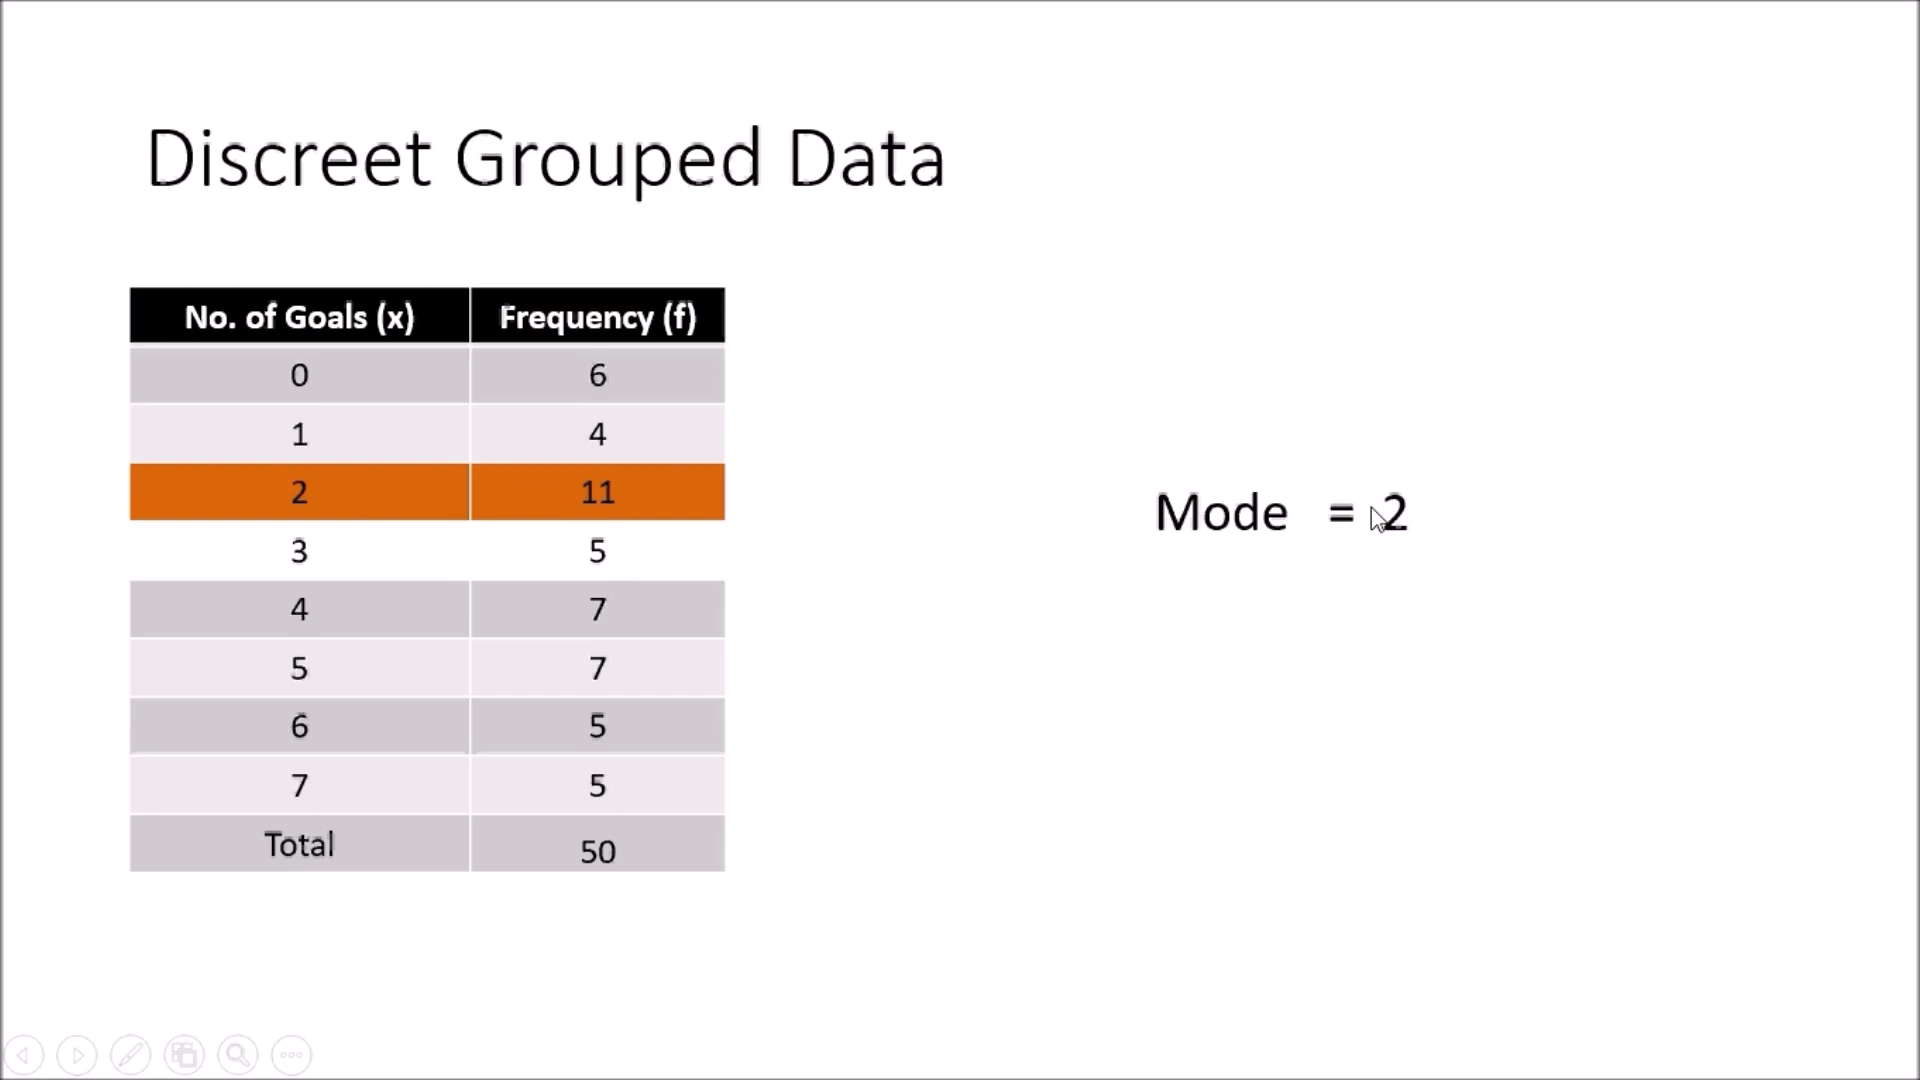 Discreet Grouped Data
No. of Goals (x) Frequency (f)
0 6
1 4
2 11
3 5
4 7
5 7
6 5
7 5
Total 50
Mode = 2